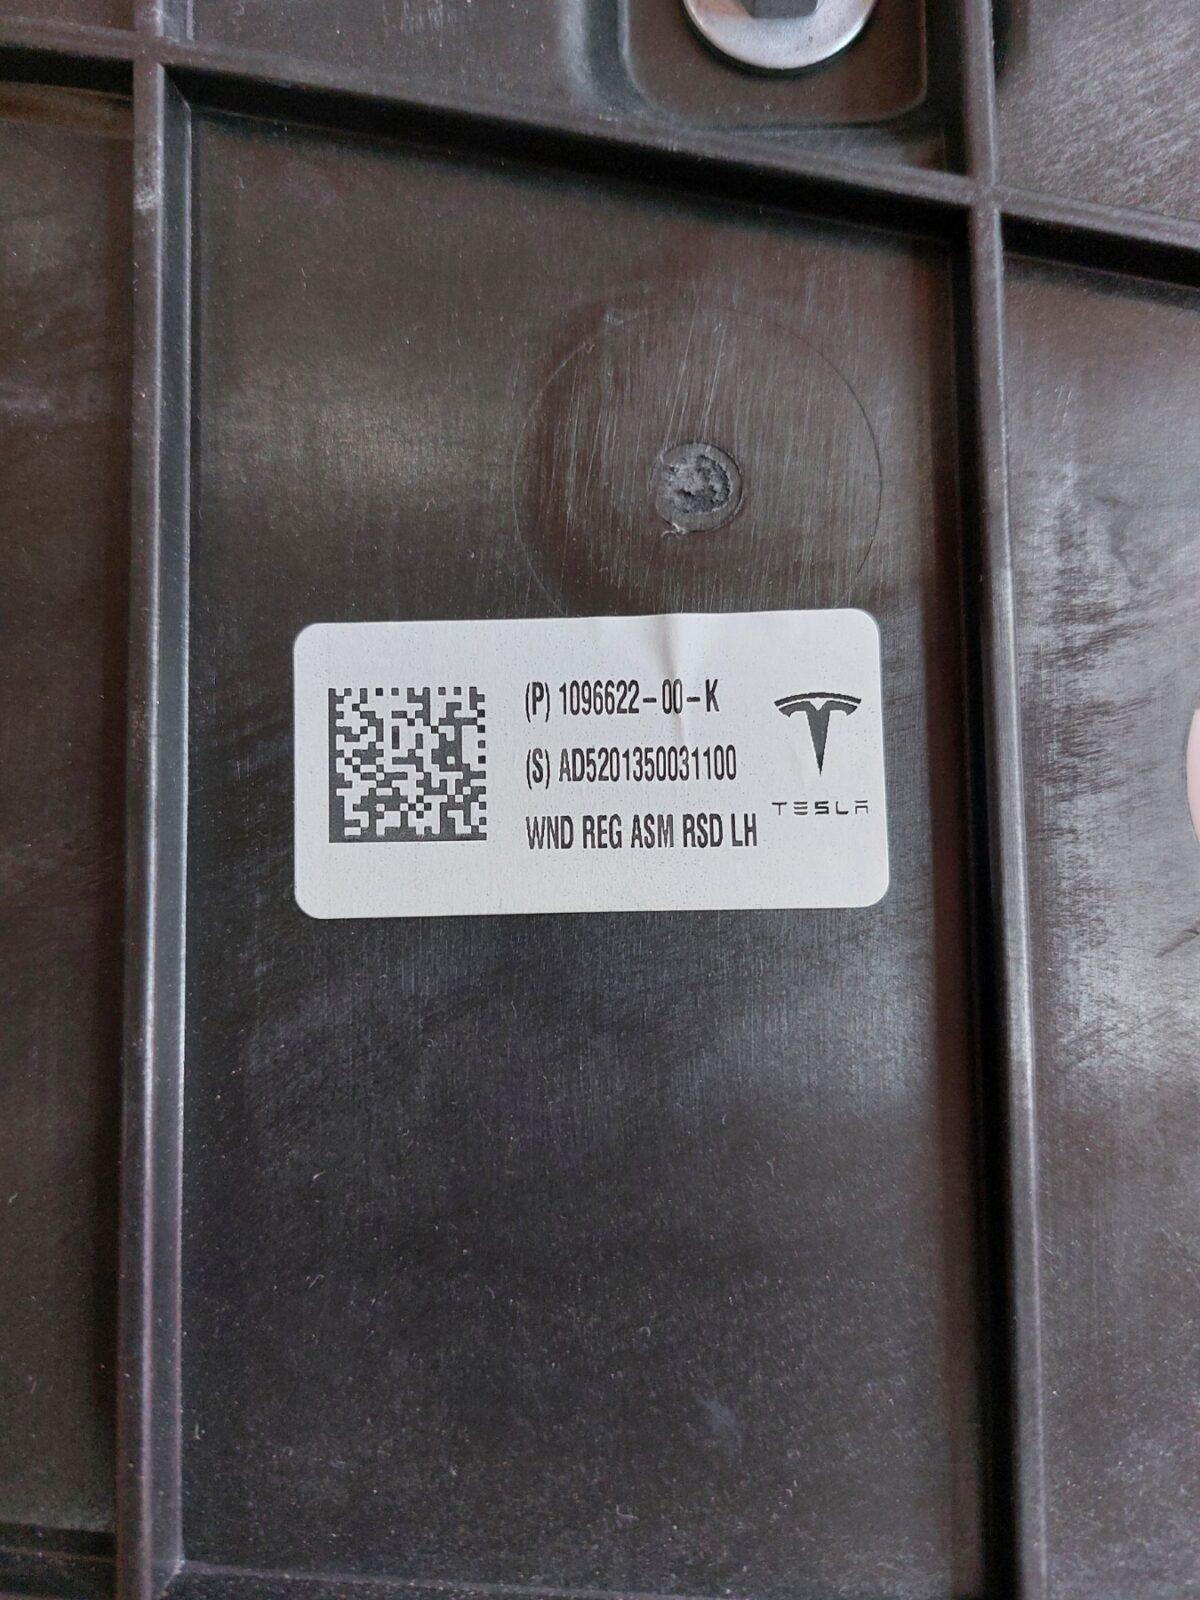 (P) 1096622-00-K
(S) AD5201350031100
WND REG ASM RSD LH
TESLA